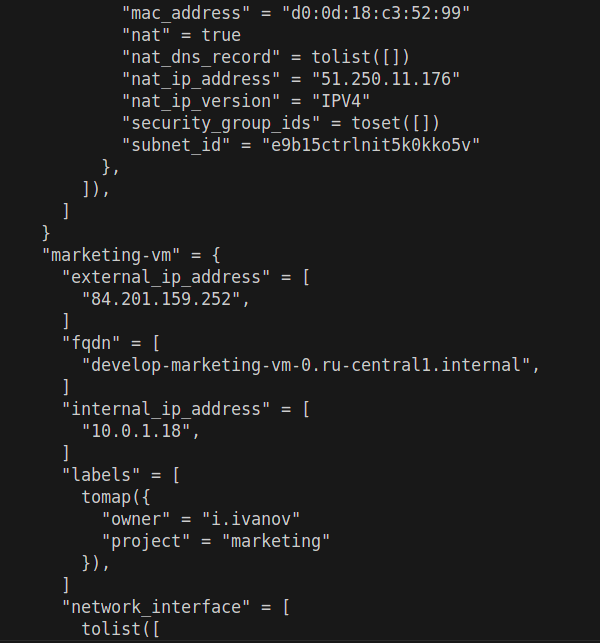 "mac_address" = "d0:0d:18:c3:52:99"
"nat" = true
"nat_dns_record" = tolist([])
"nat_ip_address" = "51.250.11.176"
"nat_ip_version" = "IPV4"
"security_group_ids" = toset([])
"subnet_id" = "e9b15ctrlnit5k0kko5v"
},
]),
]
}
"marketing-vm" = {
"external_ip_address" = [
"84.201.159.252",
]
"fqdn" = [
"develop-marketing-vm-0.ru-central1.internal",
]
"internal_ip_address" = [
"10.0.1.18",
]
"labels" = [
tomap({
"owner" = "i.ivanov"
"project" = "marketing"
}),
]
"network_interface" = [
tolist([